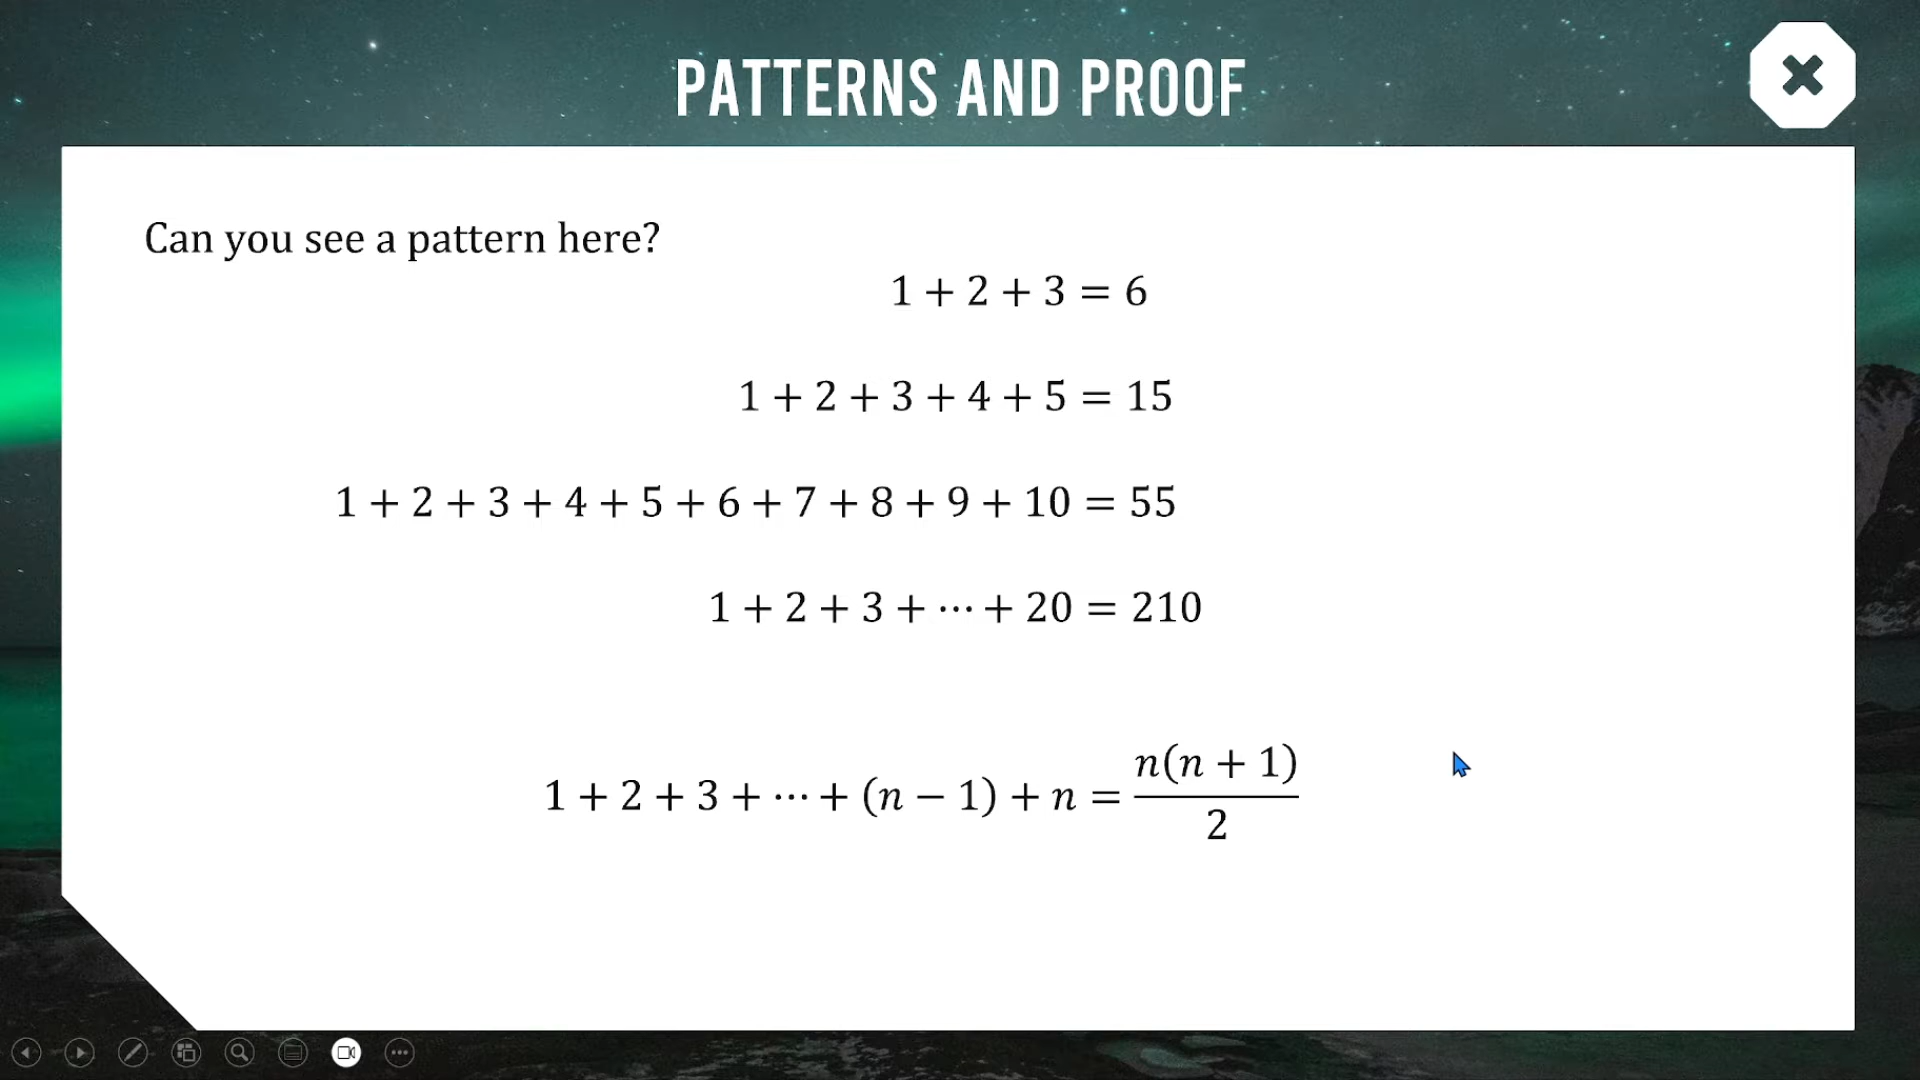 PATTERNS AND PROOF
Can you see a pattern here?
1 + 2 + 3 = 6
1 + 2 + 3 + 4 + 5 = 15
1 + 2 + 3 + 4 + 5 + 6 + 7 + 8 + 9 + 10 = 55
1 + 2 + 3 + ⋯ + 20 = 210
1 + 2 + 3 + ⋯ + (n − 1) + n = n(n + 1)/2